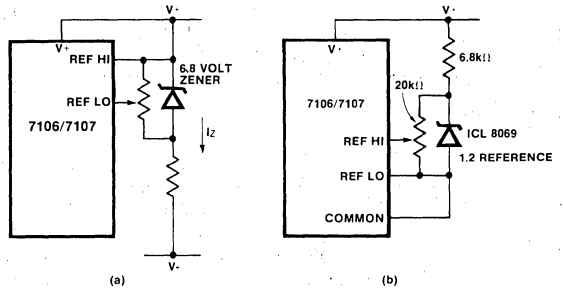 V+
V+
REF HI
6.8 VOLT
ZENER
REF LO
7106/7107
IZ
V-
(a)
V+
V+
6.8kΩ
20kΩ
7106/7107
REF HI
ICL 8069
1.2 REFERENCE
REF LO
COMMON
(b)